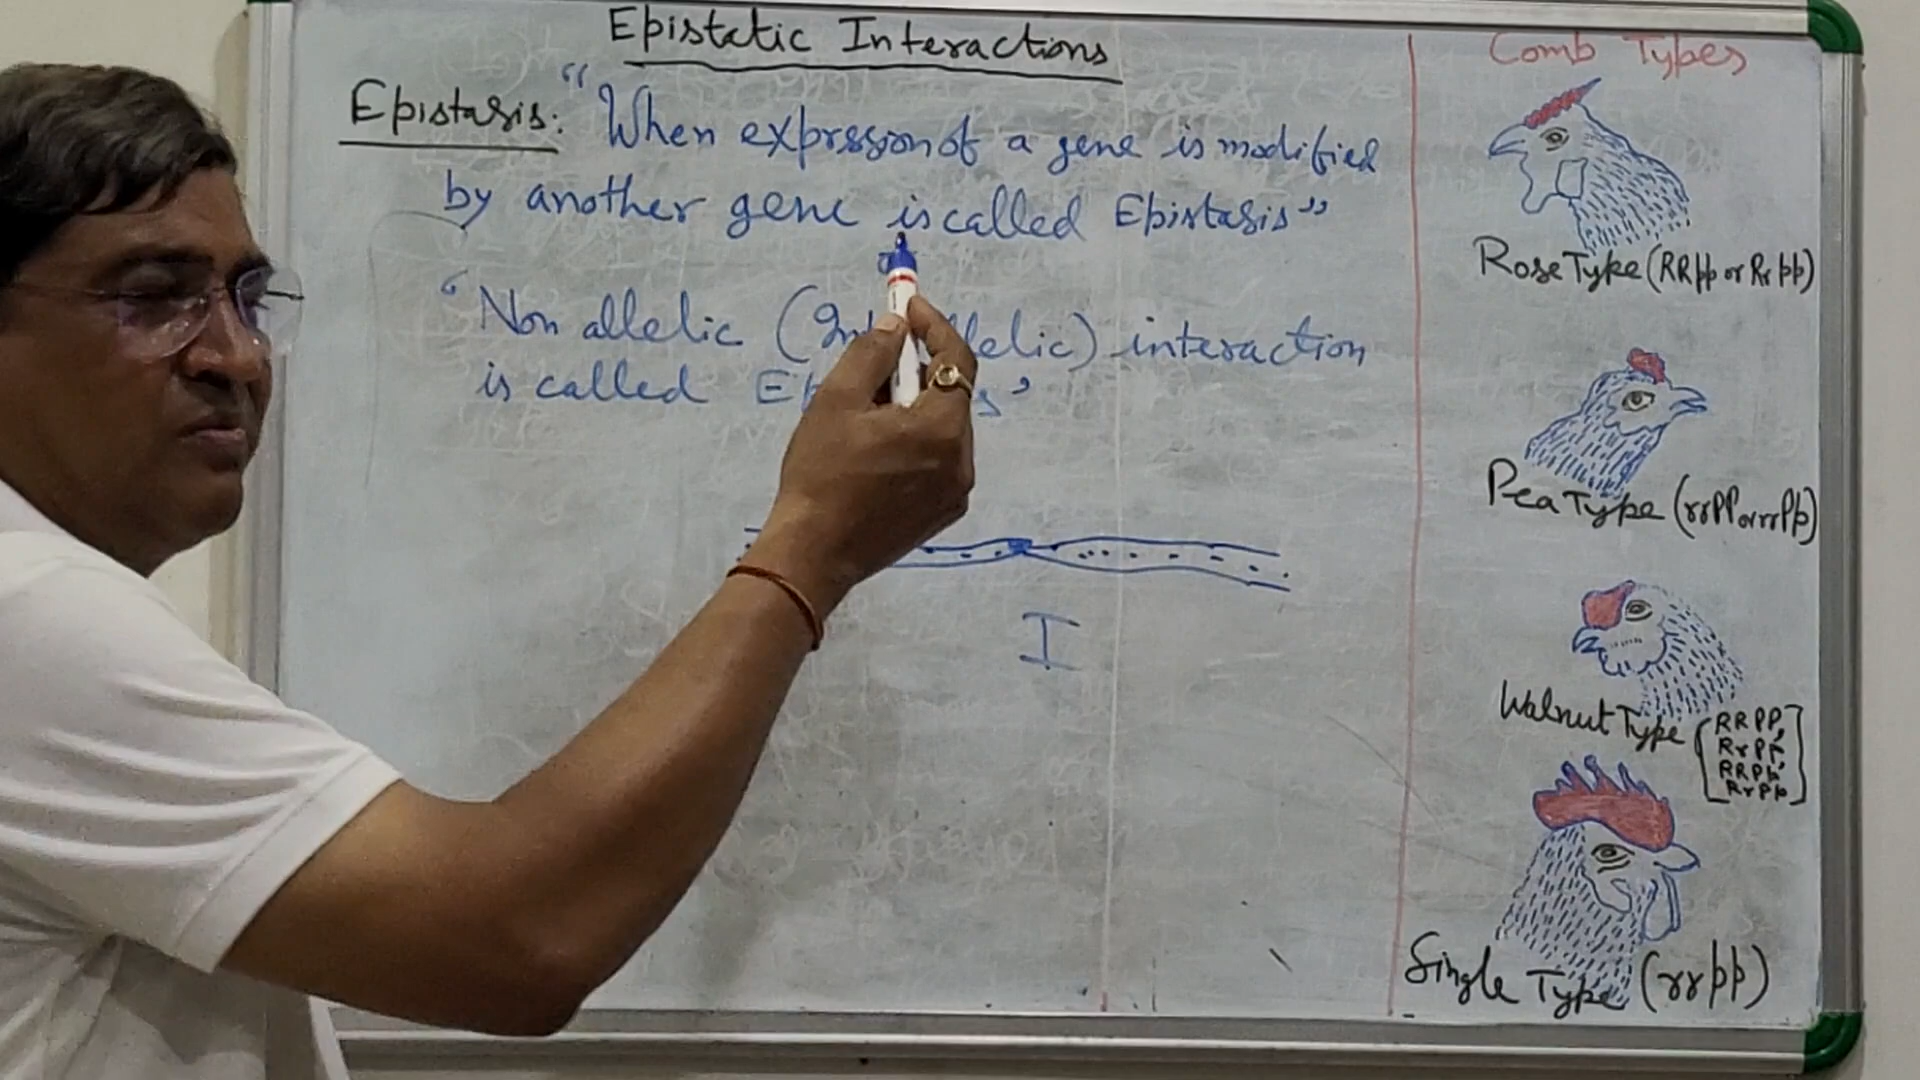 Epistatic Interactions
Epistasis: "When expression of a gene is modified
by another gene is called Epistasis"
"Non allelic ( ) interaction
is called
I
Comb Types
Rose Type (RRpp or Rrpp)
Pea Type (rrPP or rrPp)
Walnut Type
RRPP,
RRPp,
RrPp
Single Type (rrpp)